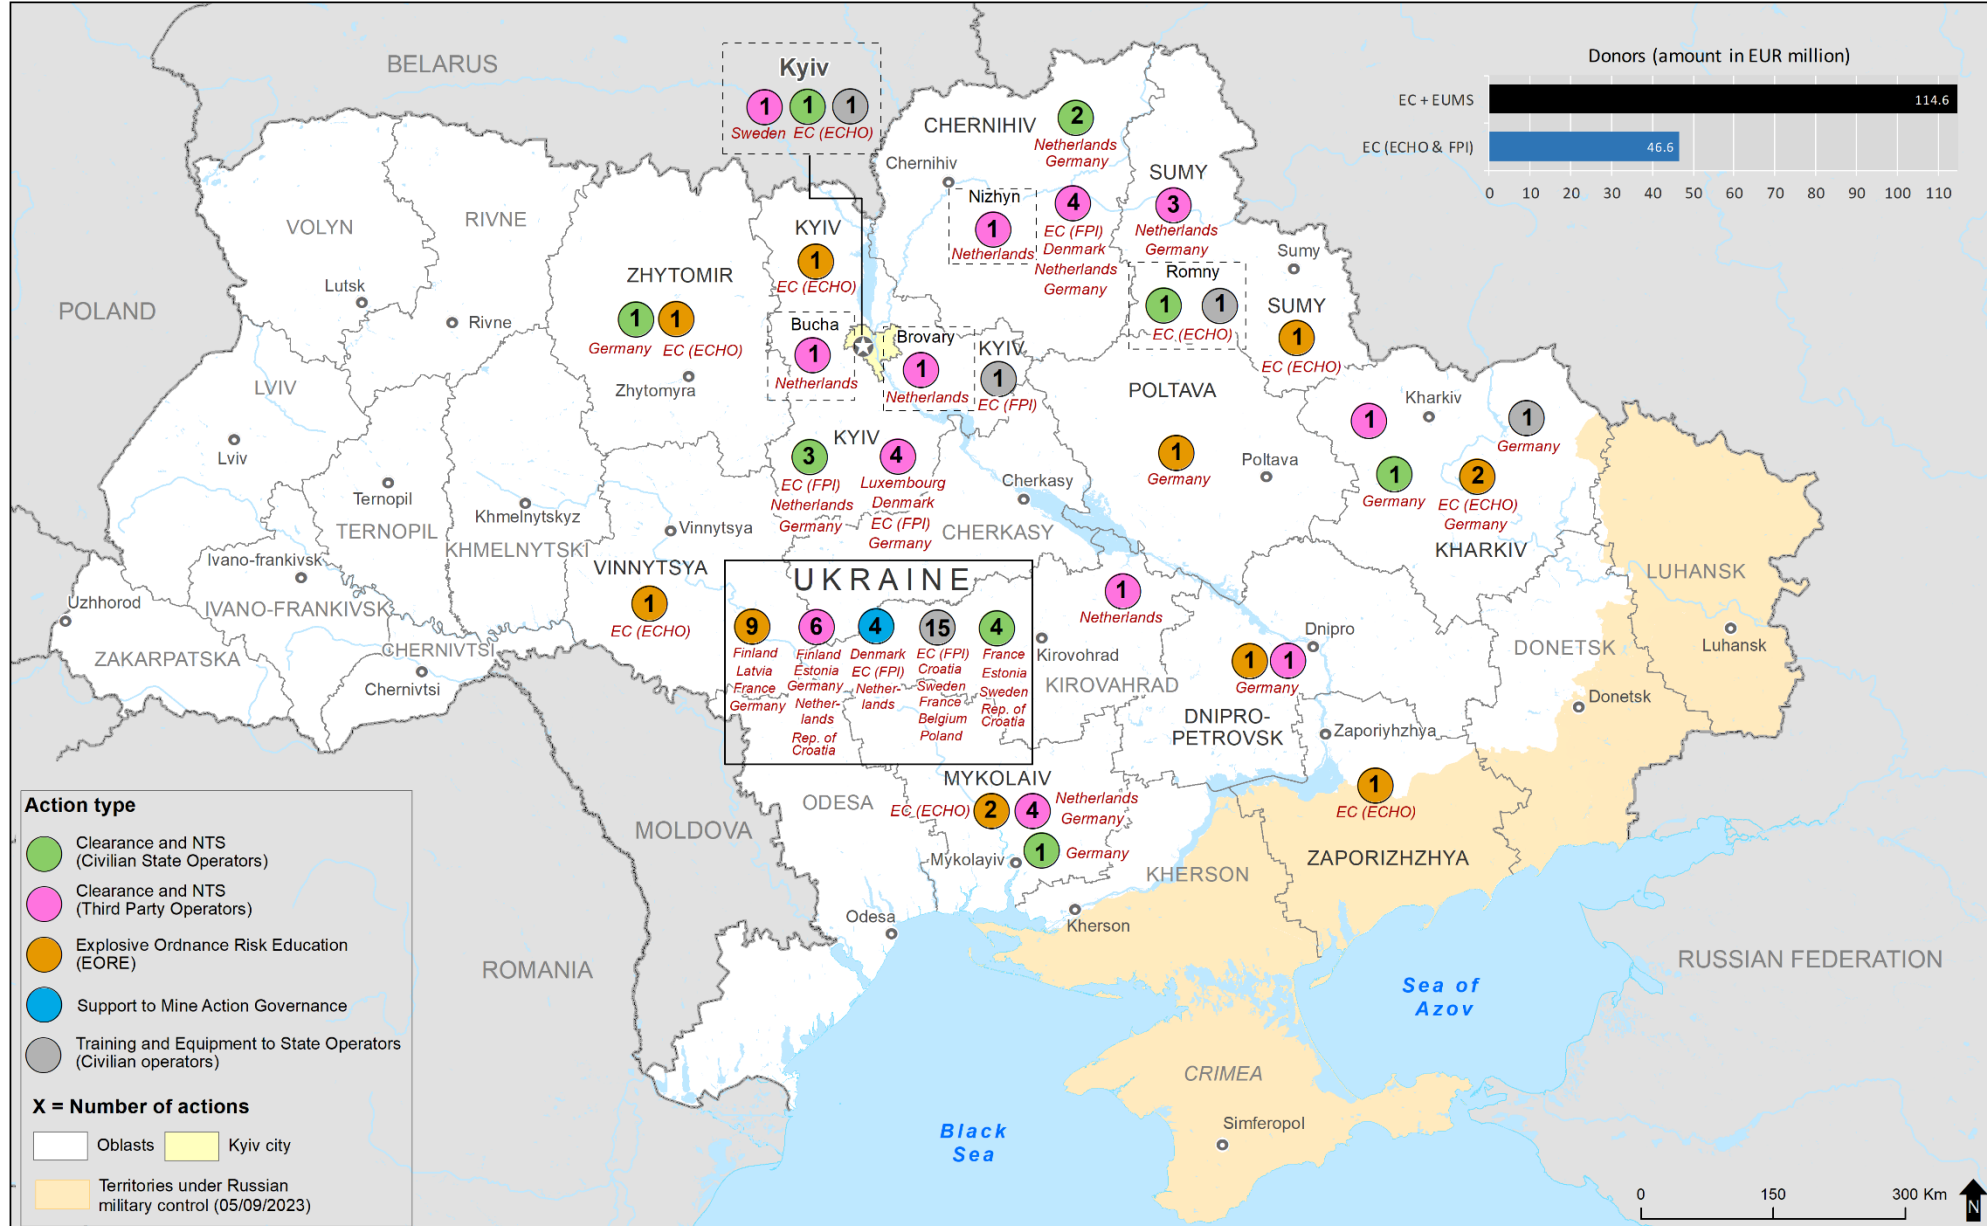 BELARUS
Kyiv
1 1 1
Sweden EC (ECHO)
Donors (amount in EUR million)
EC + EUMS
114.6
EC (ECHO & FPI)
46.6
0 10 20 30 40 50 60 70 80 90 100 110
CHERNIHIV
2
Netherlands
Germany
Chernihiv
Nizhyn
1
Netherlands
4
EC (FPI)
Denmark
Netherlands
Germany
SUMY
3
Netherlands
Germany
Romny
1 1
EC (ECHO)
Sumy
SUMY
1
EC (ECHO)
VOLYN
Lutsk
RIVNE
Rivne
POLAND
ZHYTOMIR
1 1
Germany EC (ECHO)
Zhytomyra
KYIV
1
EC (ECHO)
Bucha
1
Netherlands
Brovary
1
Netherlands
KYIV
1
EC (FPI)
KYIV
3
EC (FPI)
Netherlands
Germany
4
Luxembourg
Denmark
EC (FPI)
Germany
POLTAVA
1
Germany
Poltava
1
Kharkiv
1
Germany
1
Germany
2
EC (ECHO)
Germany
KHARKIV
LVIV
Lviv
Ternopil
TERNOPIL
Khmelnytskyz
KHMELNYTSKI
Vinnytsya
VINNYTSYA
1
EC (ECHO)
Cherkasy
CHERKASY
Ivano-frankivsk
IVANO-FRANKIVSK
Uzhhorod
ZAKARPATSKA
CHERNIVTSI
Chernivtsi
UKRAINE
9
Finland
Latvia
France
Germany
6
Finland
Estonia
Germany
Nether-
lands
Rep. of
Croatia
4
Denmark
EC (FPI)
Nether-
lands
15
EC (FPI)
Croatia
Sweden
France
Belgium
Poland
4
France
Estonia
Sweden
Rep. of
Croatia
1
Netherlands
Kirovohrad
KIROVAHRAD
1 1
Germany
Dnipro
DNIPRO-
PETROVSK
LUHANSK
Luhansk
DONETSK
Donetsk
Zaporiyhzhya
1
EC (ECHO)
ZAPORIZHZHYA
MYKOLAIV
EC (ECHO) 2 4 Netherlands
Germany
1 Germany
Mykolayiv
ODESA
Odesa
MOLDOVA
KHERSON
Kherson
ROMANIA
RUSSIAN FEDERATION
Sea of
Azov
CRIMEA
Simferopol
Black
Sea
Action type
Clearance and NTS
(Civilian State Operators)
Clearance and NTS
(Third Party Operators)
Explosive Ordnance Risk Education
(EORE)
Support to Mine Action Governance
Training and Equipment to State Operators
(Civilian operators)
X = Number of actions
Oblasts Kyiv city
Territories under Russian
military control (05/09/2023)
0 150 300 Km
N